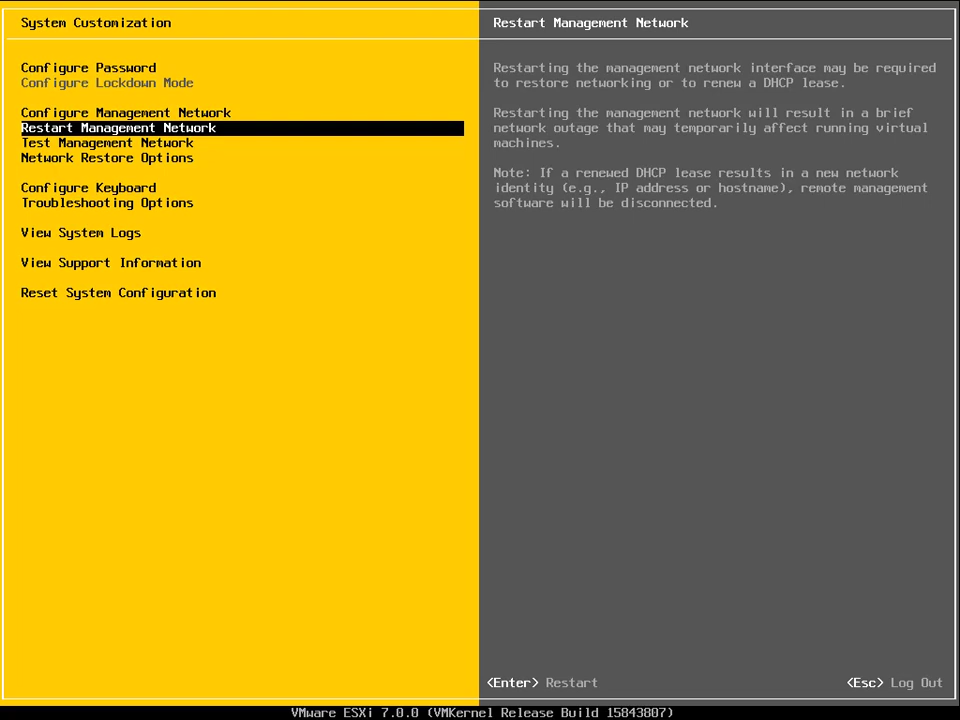 System Customization
Configure Password
Configure Lockdown Mode
Configure Management Network
Restart Management Network
Test Management Network
Network Restore Options
Configure Keyboard
Troubleshooting Options
View System Logs
View Support Information
Reset System Configuration
Restart Management Network
Restarting the management network interface may be required
to restore networking or to renew a DHCP lease.
Restarting the management network will result in a brief
network outage that may temporarily affect running virtual
machines.
Note: If a renewed DHCP lease results in a new network
identity (e.g., IP address or hostname), remote management
software will be disconnected.
<Enter> Restart
<Esc> Log Out
VMware ESXi 7.0.0 (VMKernel Release Build 15843807)